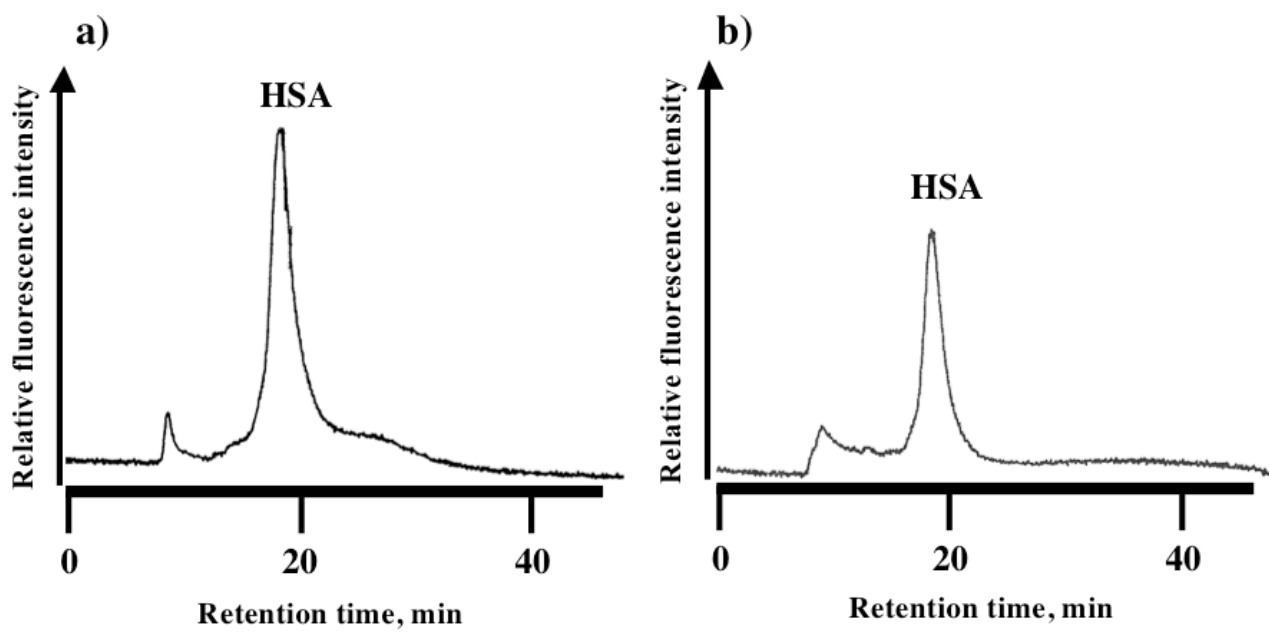 a)
HSA
Relative fluorescence intensity
0
20
40
Retention time, min
b)
HSA
Relative fluorescence intensity
0
20
40
Retention time, min